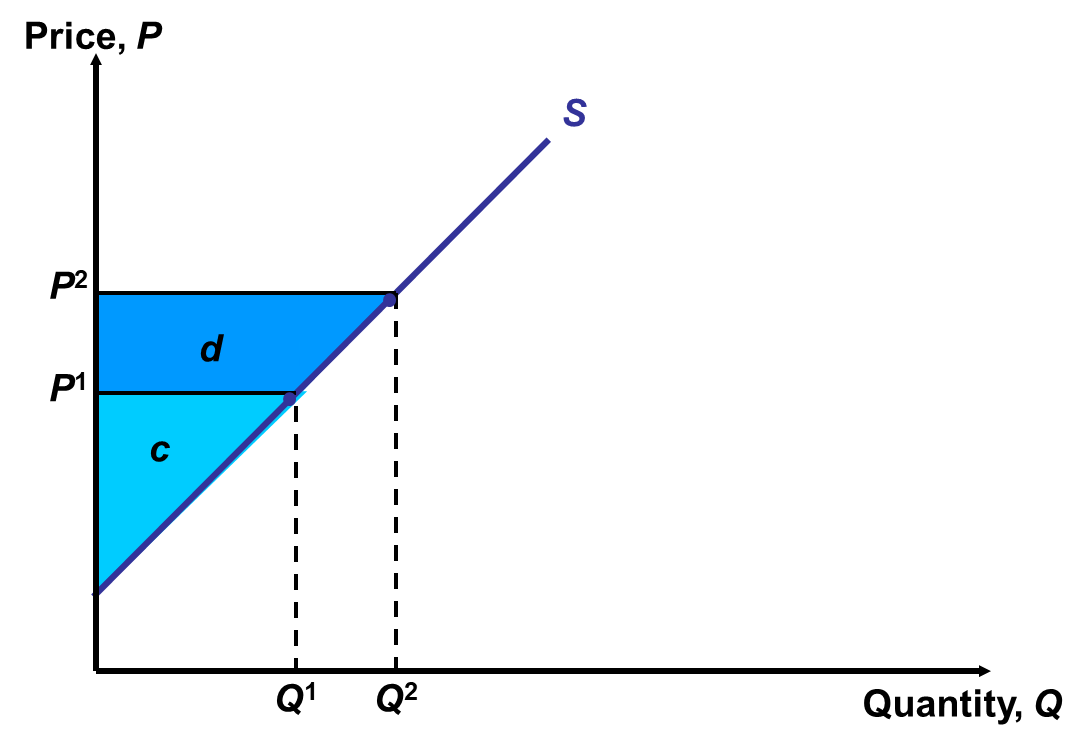 Price, P
S
P²
d
P¹
c
Q¹ Q²
Quantity, Q